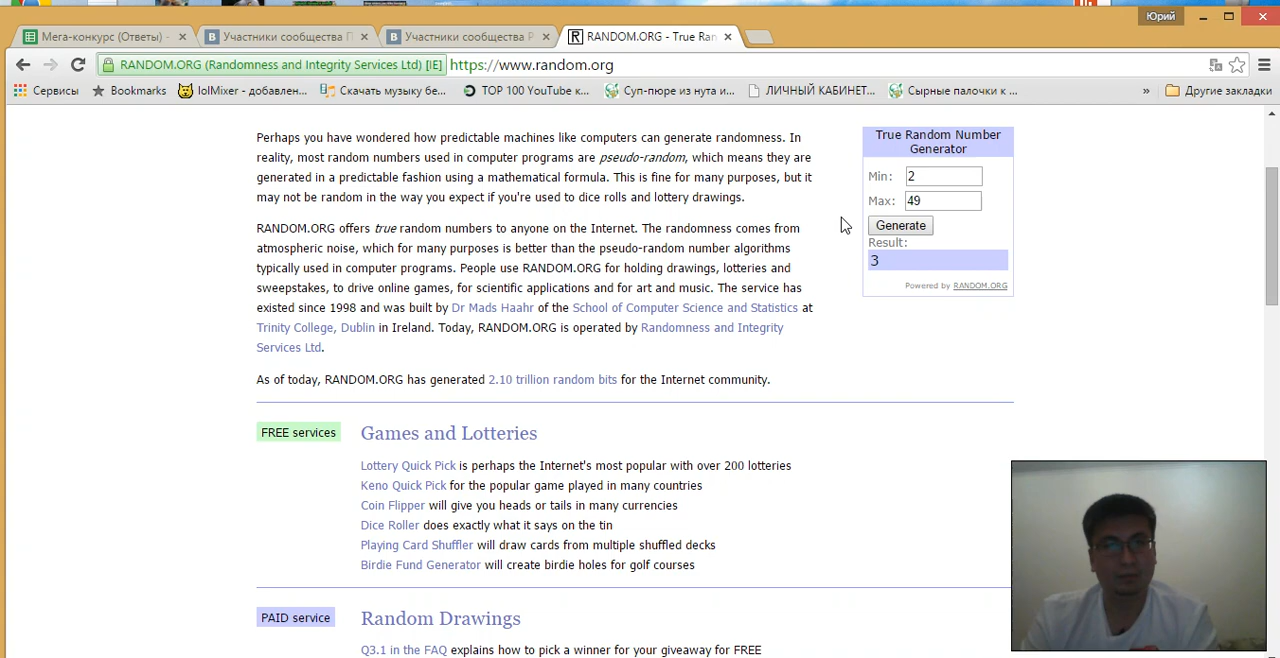 Юрий
Мега-конкурс (Ответы) -
Участники сообщества П
Участники сообщества P
RANDOM.ORG - True Ran
RANDOM.ORG (Randomness and Integrity Services Ltd) [IE] https://www.random.org
Сервисы
Bookmarks
lolMixer - добавлен...
Скачать музыку бе...
TOP 100 YouTube к...
Суп-пюре из нута и...
ЛИЧНЫЙ КАБИНЕТ...
Сырные палочки к ...
»
Другие закладки
Perhaps you have wondered how predictable machines like computers can generate randomness. In
reality, most random numbers used in computer programs are pseudo-random, which means they are
generated in a predictable fashion using a mathematical formula. This is fine for many purposes, but it
may not be random in the way you expect if you're used to dice rolls and lottery drawings.
RANDOM.ORG offers true random numbers to anyone on the Internet. The randomness comes from
atmospheric noise, which for many purposes is better than the pseudo-random number algorithms
typically used in computer programs. People use RANDOM.ORG for holding drawings, lotteries and
sweepstakes, to drive online games, for scientific applications and for art and music. The service has
existed since 1998 and was built by Dr Mads Haahr of the School of Computer Science and Statistics at
Trinity College, Dublin in Ireland. Today, RANDOM.ORG is operated by Randomness and Integrity
Services Ltd.
As of today, RANDOM.ORG has generated 2.10 trillion random bits for the Internet community.
True Random Number
Generator
Min: 2
Max: 49
Generate
Result:
3
Powered by RANDOM.ORG
FREE services
Games and Lotteries
Lottery Quick Pick is perhaps the Internet's most popular with over 200 lotteries
Keno Quick Pick for the popular game played in many countries
Coin Flipper will give you heads or tails in many currencies
Dice Roller does exactly what it says on the tin
Playing Card Shuffler will draw cards from multiple shuffled decks
Birdie Fund Generator will create birdie holes for golf courses
PAID service
Random Drawings
Q3.1 in the FAQ explains how to pick a winner for your giveaway for FREE